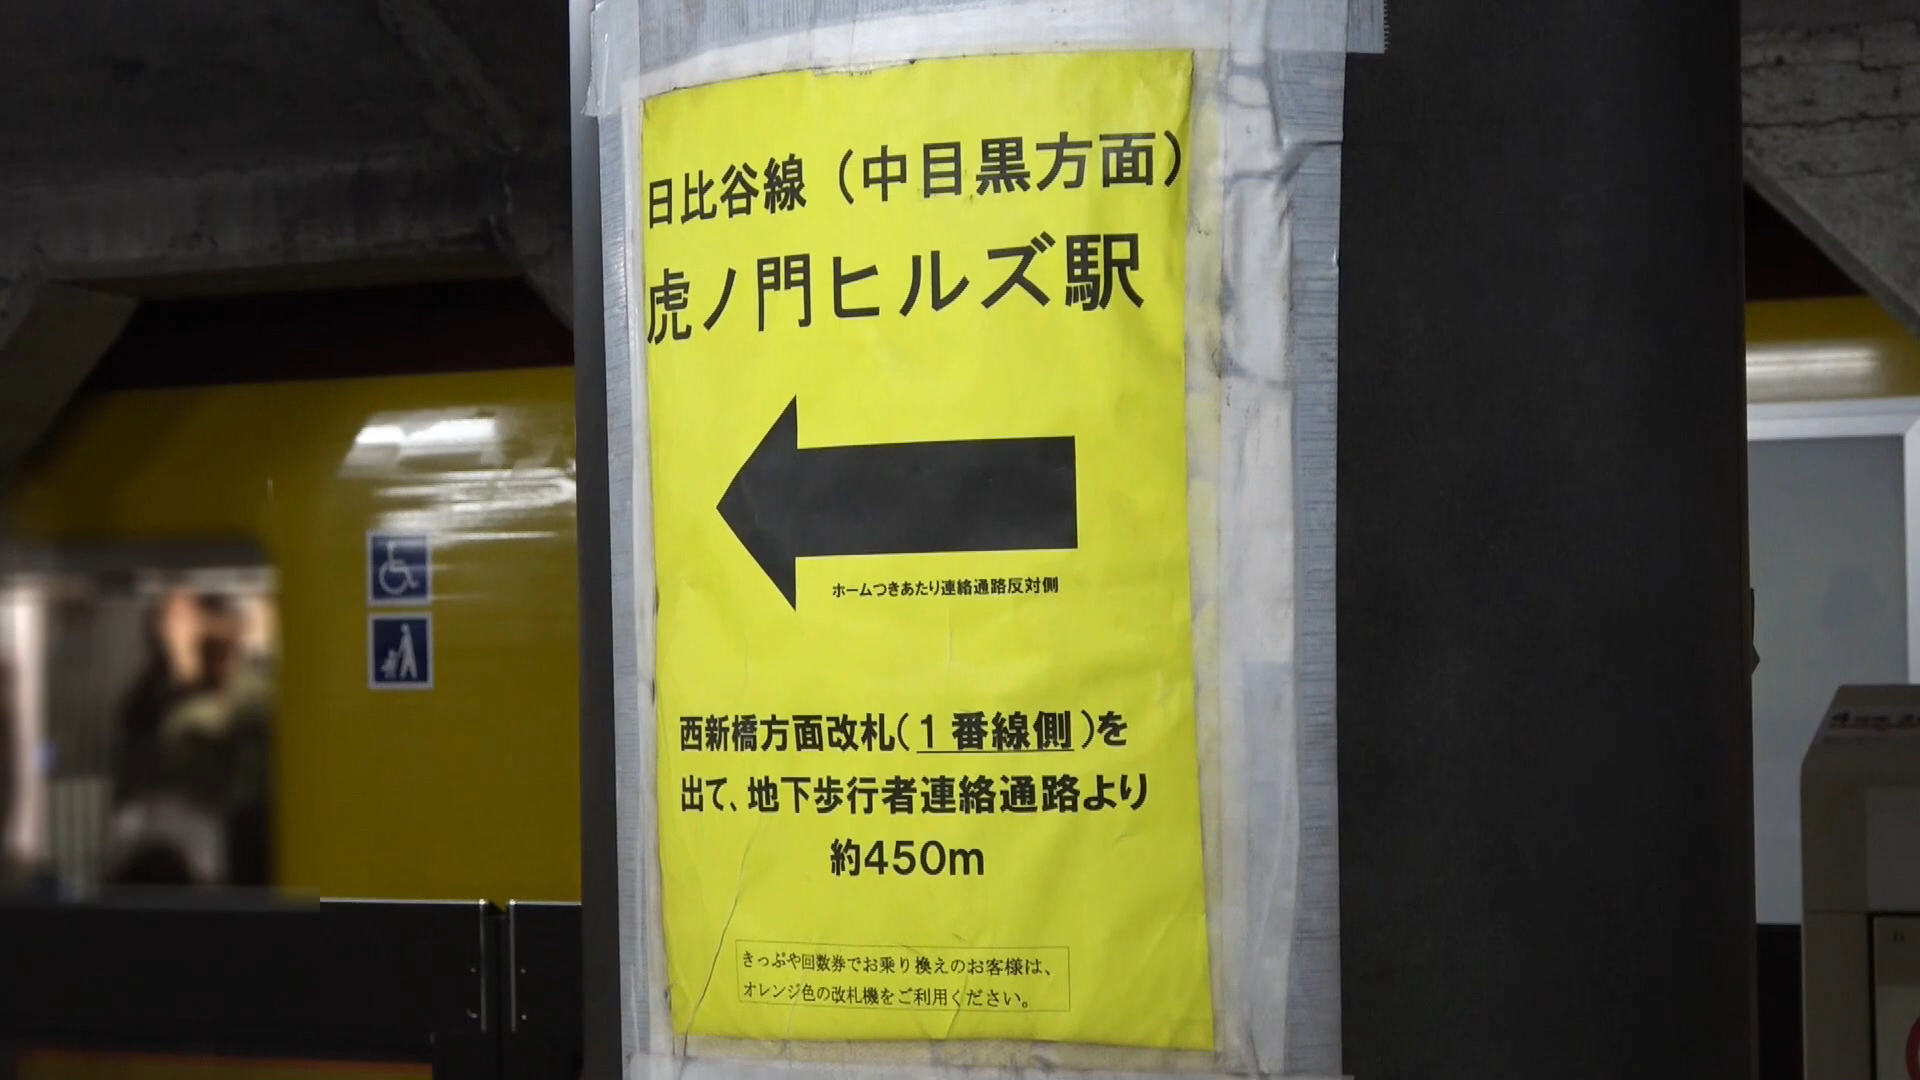 日比谷線（中目黒方面）
虎ノ門ヒルズ駅
ホームつきあたり連絡通路反対側
西新橋方面改札（１番線側）を
出て、地下歩行者連絡通路より
約450m
きっぷや回数券でお乗り換えのお客様は、
オレンジ色の改札機をご利用ください。